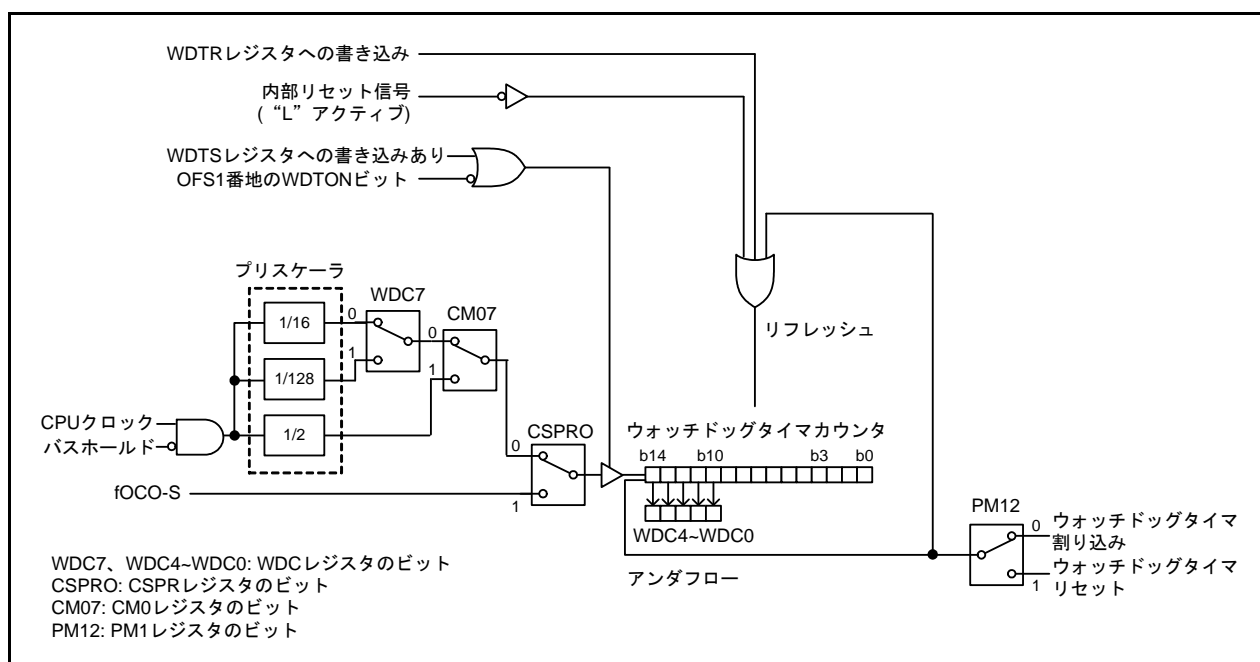 WDTRレジスタへの書き込み
内部リセット信号
(“L”アクティブ)
WDTSレジスタへの書き込みあり
OFS1番地のWDTONビット
プリスケーラ
WDC7
CM07
1/16
0
1
0
1
1/128
1/2
CPUクロック
バスホールド
fOCO-S
CSPRO
0
1
リフレッシュ
ウォッチドッグタイマカウンタ
b14
b10
b3
b0
WDC4~WDC0
アンダフロー
PM12
0
1
ウォッチドッグタイマ
割り込み
ウォッチドッグタイマ
リセット
WDC7、WDC4~WDC0: WDCレジスタのビット
CSPRO: CSPRレジスタのビット
CM07: CM0レジスタのビット
PM12: PM1レジスタのビット